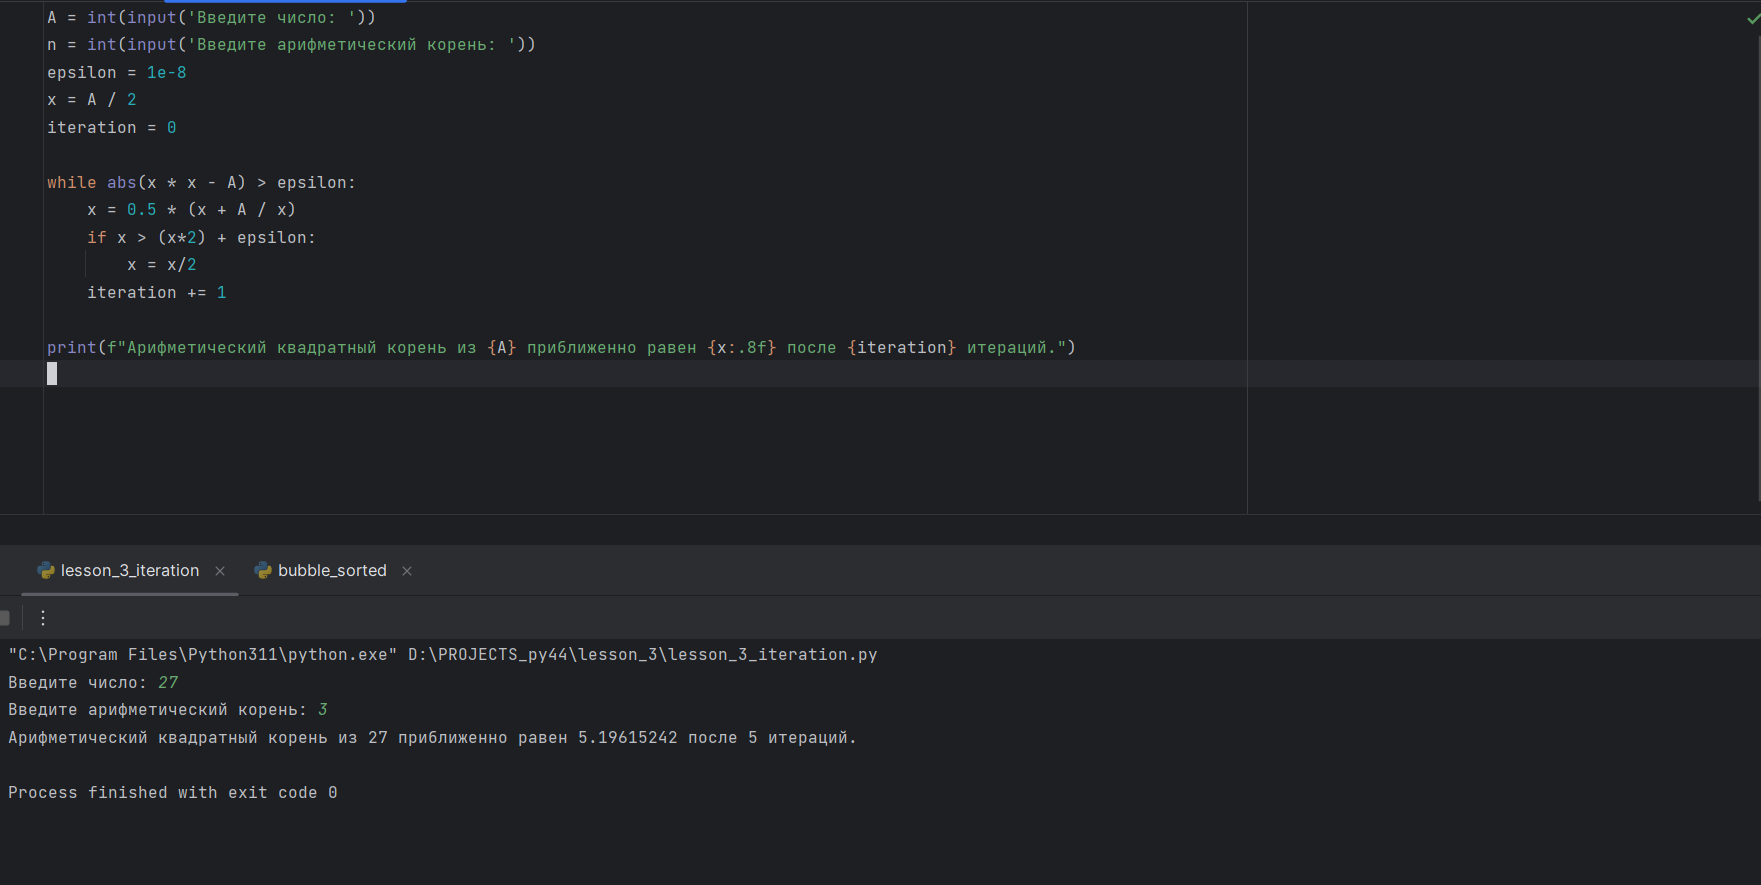 A = int(input('Введите число: '))
n = int(input('Введите арифметический корень: '))
epsilon = 1e-8
x = A / 2
iteration = 0
while abs(x * x - A) > epsilon:
    x = 0.5 * (x + A / x)
    if x > (x*2) + epsilon:
        x = x/2
    iteration += 1
print(f"Арифметический квадратный корень из {A} приближенно равен {x:.8f} после {iteration} итераций.")
lesson_3_iteration × bubble_sorted ×
"C:\Program Files\Python311\python.exe" D:\PROJECTS_py44\lesson_3\lesson_3_iteration.py
Введите число: 27
Введите арифметический корень: 3
Арифметический квадратный корень из 27 приближенно равен 5.19615242 после 5 итераций.
Process finished with exit code 0